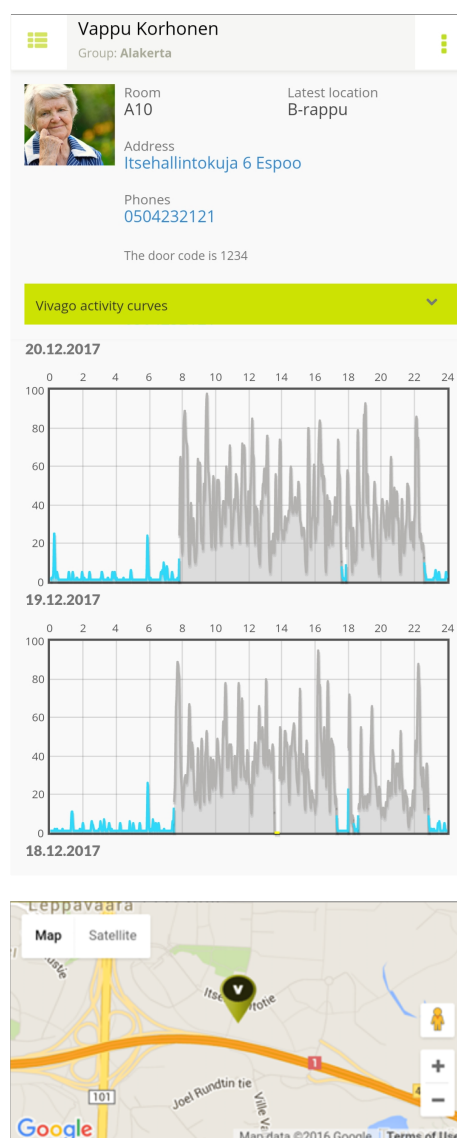 Vappu Korhonen
Group: Alakerta
Room
A10
Latest location
B-rappu
Address
Itsehallintokuja 6 Espoo
Phones
0504232121
The door code is 1234
Vivago activity curves
20.12.2017
0 2 4 6 8 10 12 14 16 18 20 22 24
100
80
60
40
20
0
19.12.2017
0 2 4 6 8 10 12 14 16 18 20 22 24
100
80
60
40
20
0
18.12.2017
Leppävaara
Map Satellite
V
1
101
Joel Rundtin tie
Google
Map data ©2016 Google
Terms of Use